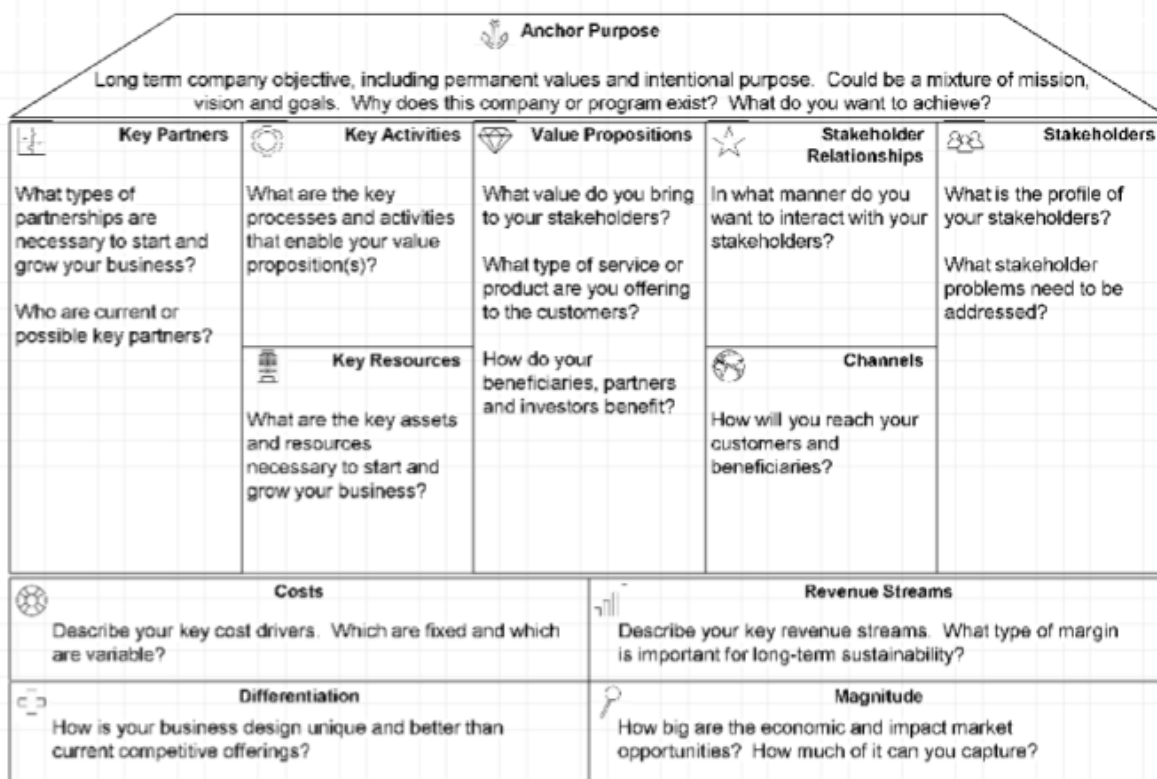 Anchor Purpose
Long term company objective, including permanent values and intentional purpose. Could be a mixture of mission,
vision and goals. Why does this company or program exist? What do you want to achieve?
Key Partners
What types of
partnerships are
necessary to start and
grow your business?
Who are current or
possible key partners?
Key Activities
What are the key
processes and activities
that enable your value
proposition(s)?
Key Resources
What are the key assets
and resources
necessary to start and
grow your business?
Value Propositions
What value do you bring
to your stakeholders?
What type of service or
product are you offering
to the customers?
How do your
beneficiaries, partners
and investors benefit?
Stakeholder
Relationships
In what manner do you
want to interact with your
stakeholders?
Channels
How will you reach your
customers and
beneficiaries?
Stakeholders
What is the profile of
your stakeholders?
What stakeholder
problems need to be
addressed?
Costs
Describe your key cost drivers. Which are fixed and which
are variable?
Revenue Streams
Describe your key revenue streams. What type of margin
is important for long-term sustainability?
Differentiation
How is your business design unique and better than
current competitive offerings?
Magnitude
How big are the economic and impact market
opportunities? How much of it can you capture?